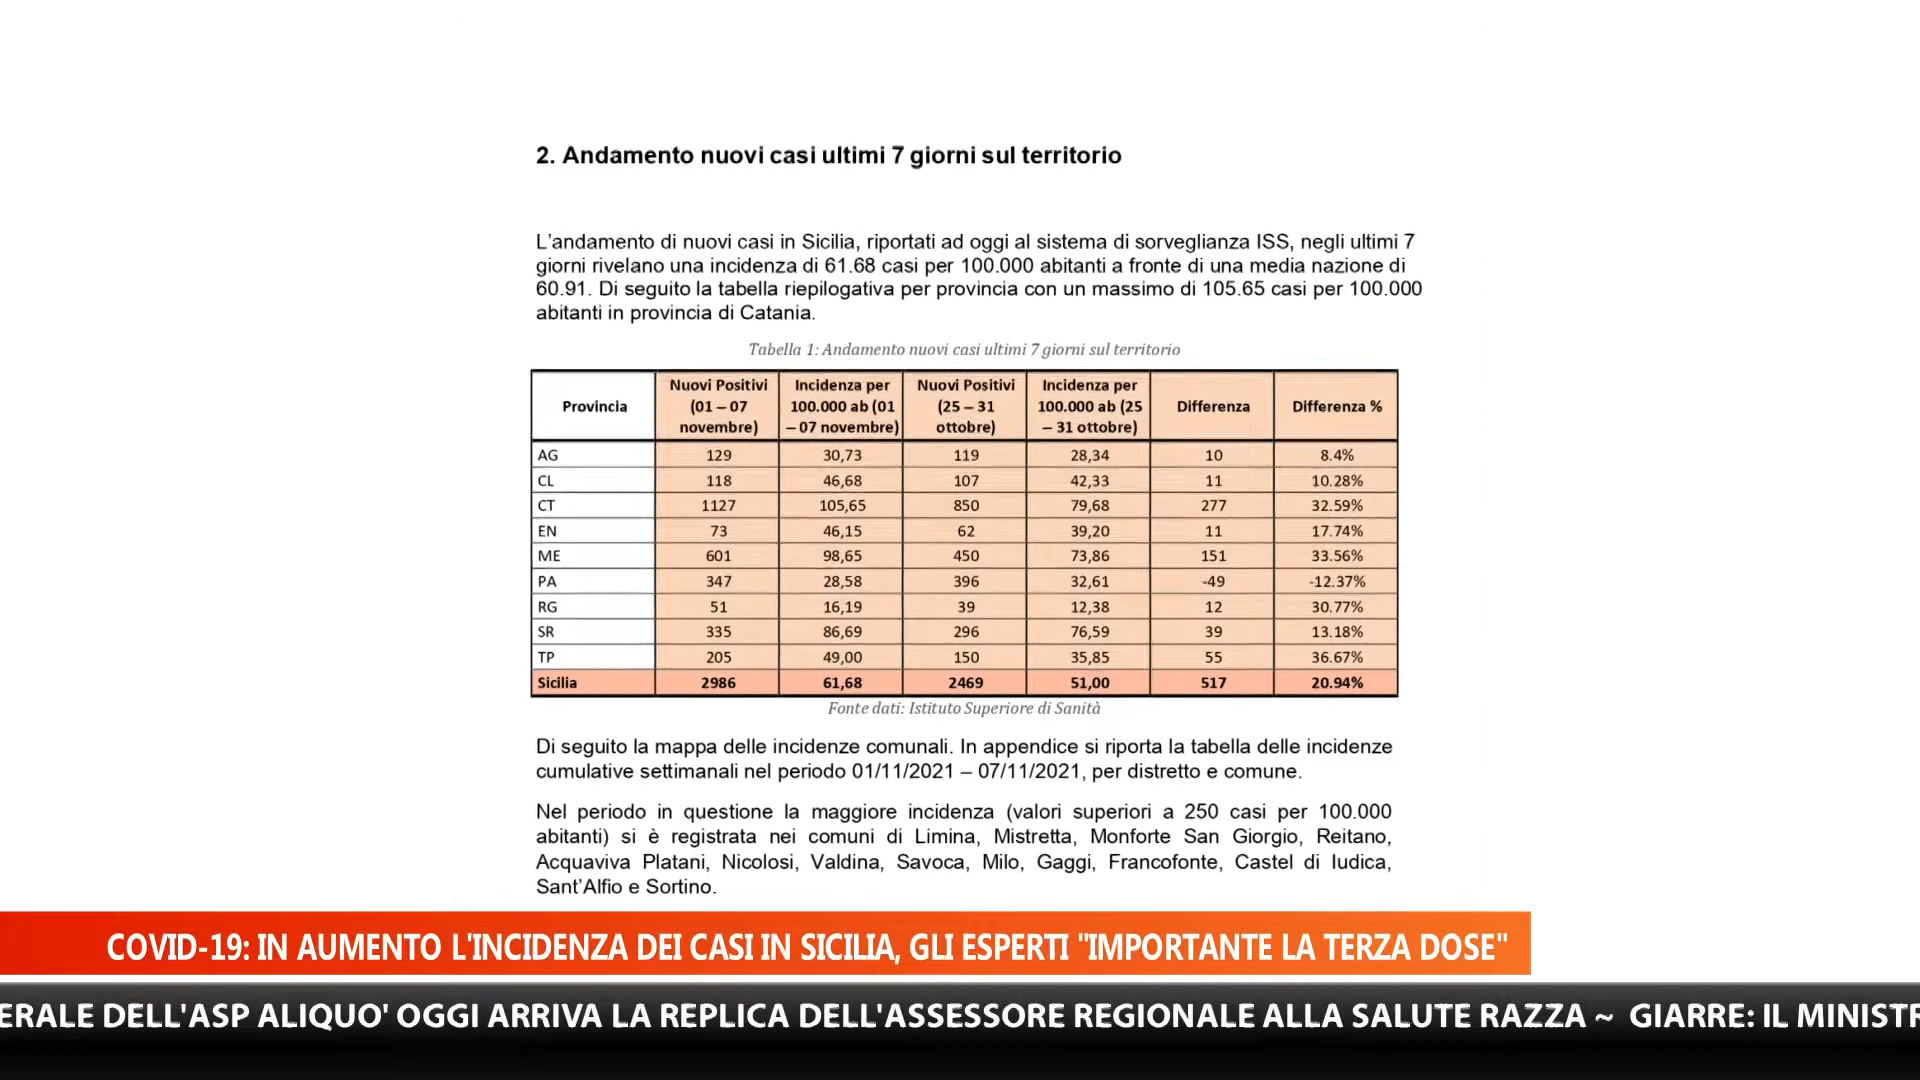 2. Andamento nuovi casi ultimi 7 giorni sul territorio
L'andamento di nuovi casi in Sicilia, riportati ad oggi al sistema di sorveglianza ISS, negli ultimi 7
giorni rivelano una incidenza di 61.68 casi per 100.000 abitanti a fronte di una media nazione di
60.91. Di seguito la tabella riepilogativa per provincia con un massimo di 105.65 casi per 100.000
abitanti in provincia di Catania.
Tabella 1: Andamento nuovi casi ultimi 7 giorni sul territorio
Provincia Nuovi Positivi (01 – 07 novembre) Incidenza per 100.000 ab (01 – 07 novembre) Nuovi Positivi (25 – 31 ottobre) Incidenza per 100.000 ab (25 – 31 ottobre) Differenza Differenza %
AG 129 30,73 119 28,34 10 8.4%
CL 118 46,68 107 42,33 11 10.28%
CT 1127 105,65 850 79,68 277 32.59%
EN 73 46,15 62 39,20 11 17.74%
ME 601 98,65 450 73,86 151 33.56%
PA 347 28,58 396 32,61 -49 -12.37%
RG 51 16,19 39 12,38 12 30.77%
SR 335 86,69 296 76,59 39 13.18%
TP 205 49,00 150 35,85 55 36.67%
Sicilia 2986 61,68 2469 51,00 517 20.94%
Fonte dati: Istituto Superiore di Sanità
Di seguito la mappa delle incidenze comunali. In appendice si riporta la tabella delle incidenze
cumulative settimanali nel periodo 01/11/2021 – 07/11/2021, per distretto e comune.
Nel periodo in questione la maggiore incidenza (valori superiori a 250 casi per 100.000
abitanti) si è registrata nei comuni di Limina, Mistretta, Monforte San Giorgio, Reitano,
Acquaviva Platani, Nicolosi, Valdina, Savoca, Milo, Gaggi, Francofonte, Castel di Iudica,
Sant'Alfio e Sortino.
COVID-19: IN AUMENTO L'INCIDENZA DEI CASI IN SICILIA, GLI ESPERTI "IMPORTANTE LA TERZA DOSE"
ERALE DELL'ASP ALIQUO' OGGI ARRIVA LA REPLICA DELL'ASSESSORE REGIONALE ALLA SALUTE RAZZA ~ GIARRE: IL MINISTR